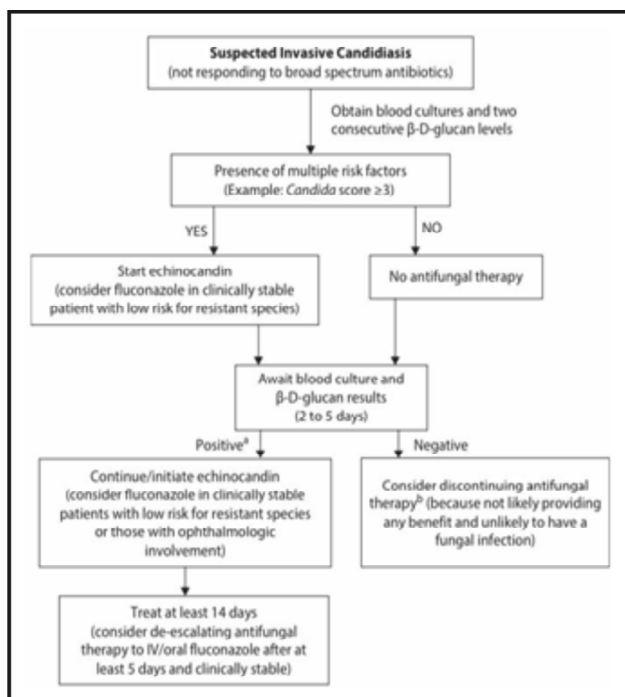 Suspected Invasive Candidiasis
(not responding to broad spectrum antibiotics)
Obtain blood cultures and two
consecutive β-D-glucan levels
Presence of multiple risk factors
(Example: Candida score ≥3)
YES
NO
Start echinocandin
(consider fluconazole in clinically stable
patient with low risk for resistant species)
No antifungal therapy
Await blood culture and
β-D-glucan results
(2 to 5 days)
Positiveᵃ
Negative
Continue/initiate echinocandin
(consider fluconazole in clinically stable
patients with low risk for resistant species
or those with ophthalmologic
involvement)
Consider discontinuing antifungal
therapyᵇ (because not likely providing
any benefit and unlikely to have a
fungal infection)
Treat at least 14 days
(consider de-escalating antifungal
therapy to IV/oral fluconazole after at
least 5 days and clinically stable)